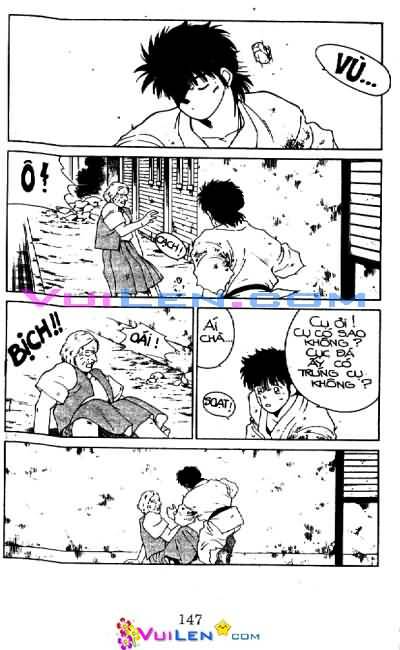 VÙ...
Ô!
CẠCH!
VuiLen.com
BỊCH!!
OÁI!
ÁI
CHÀ...
SOẠT!
CỤ ƠI!
CỤ CÓ SAO
KHÔNG?
CỤC ĐÁ
ẤY CÓ
TRÚNG CỤ
KHÔNG?
147
VuiLen.com